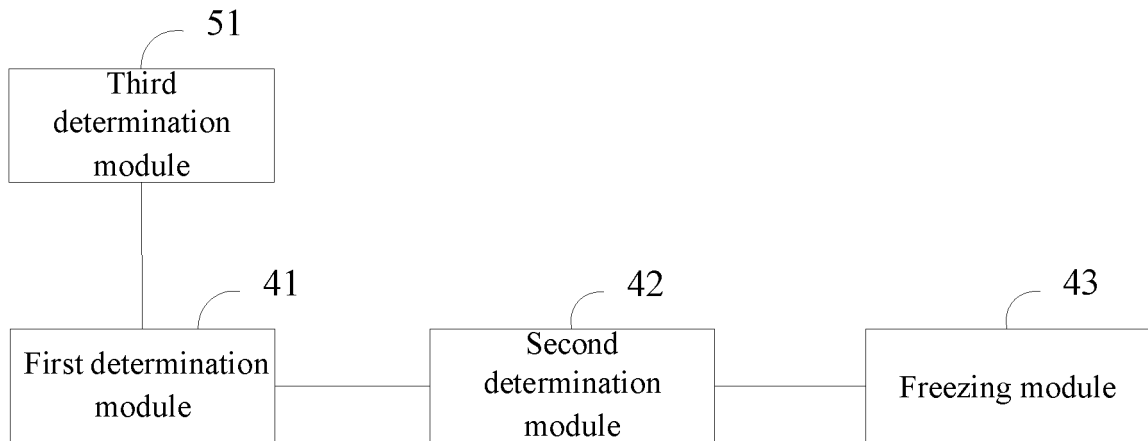 51
Third
determination
module
41
42
43
First determination
module
Second
determination
module
Freezing module